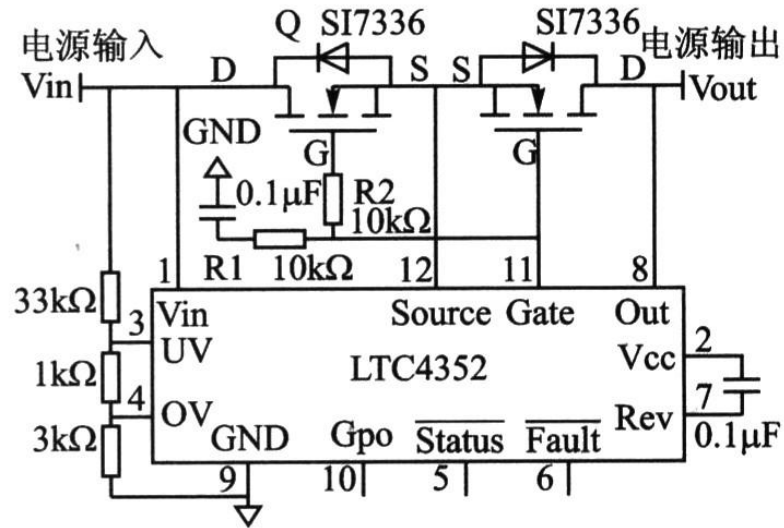 Q SI7336 SI7336
电源输入 电源输出
D S S D
Vin Vout
GND G G
0.1μF R2
10kΩ
R1 10kΩ
1 12 11 8
33kΩ Vin Source Gate Out
3 UV Vcc 2
1kΩ LTC4352
4 OV Rev 7
3kΩ GND Gpo Status Fault 0.1μF
9 10 5 6